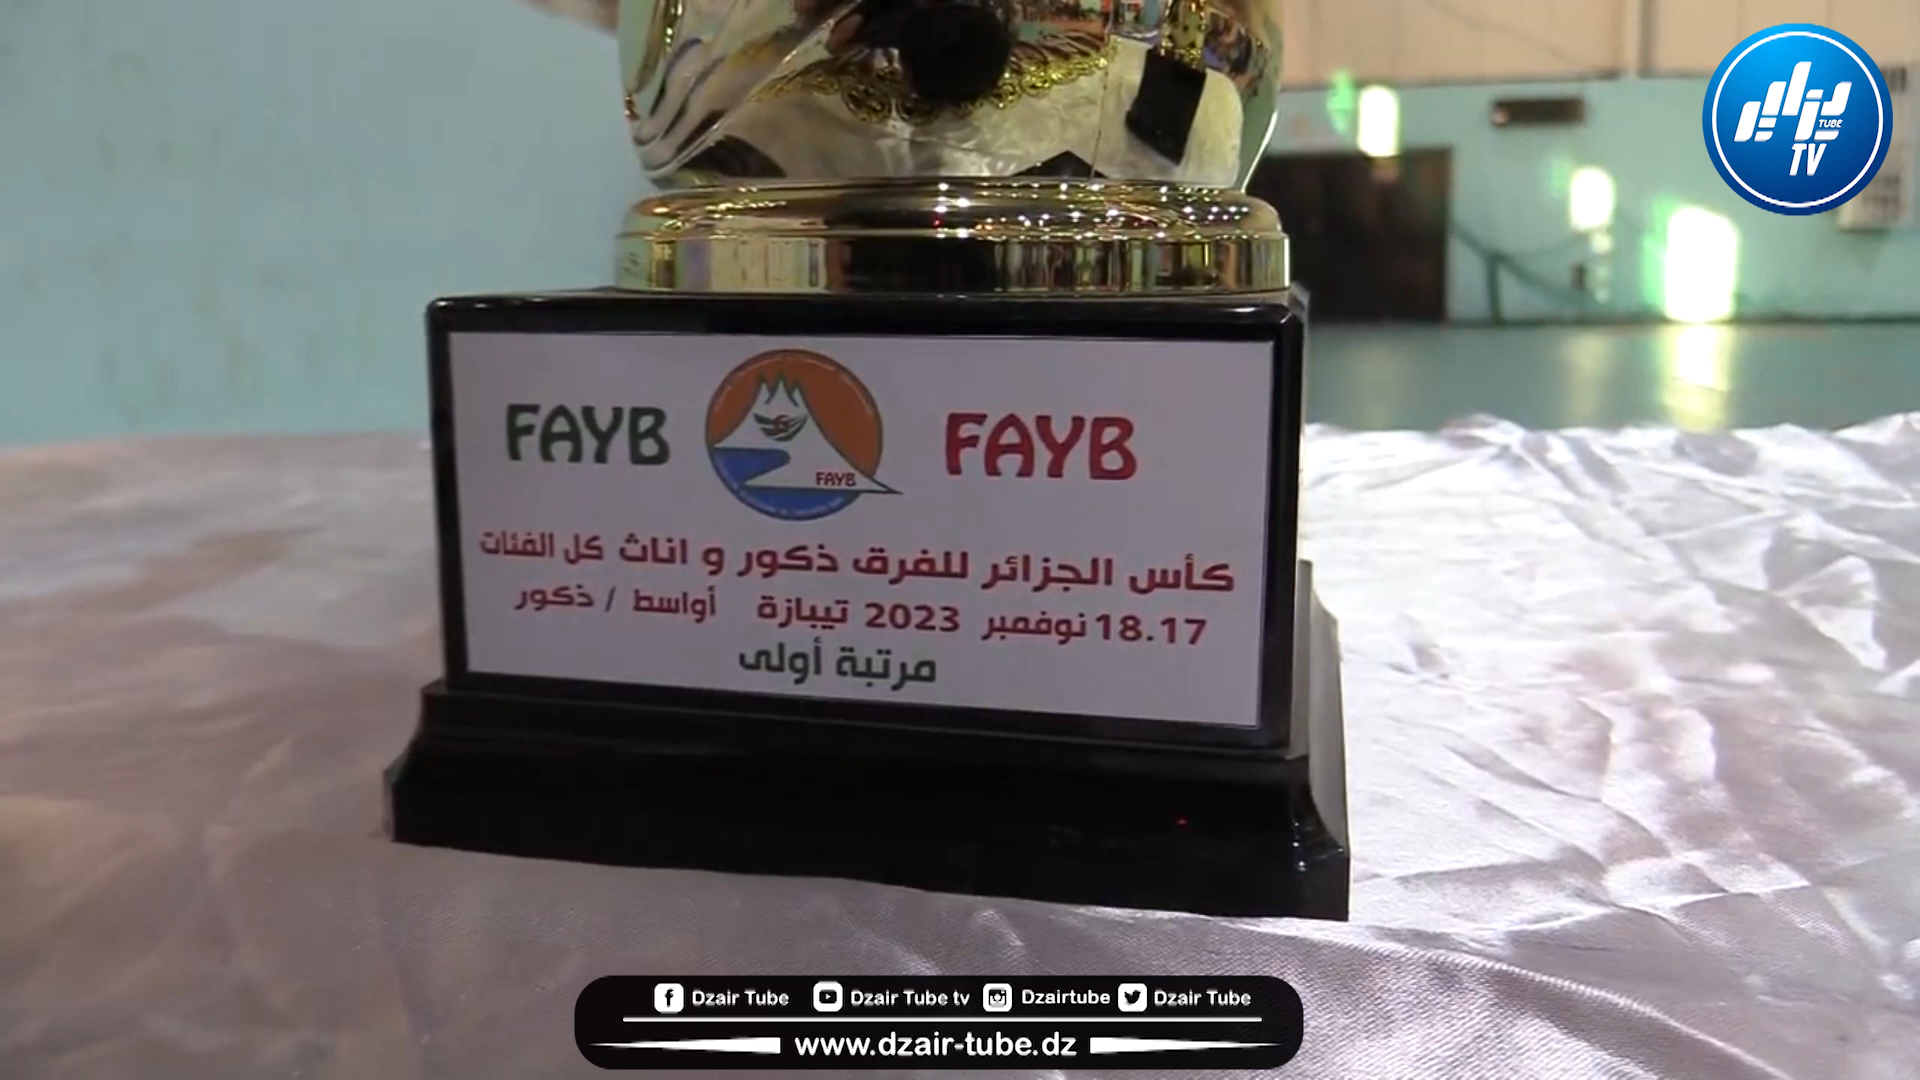 TUBE
TV
FAYB FAYB FAYB
كأس الجزائر للفرق ذكور و اناث كل الفئات
18.17 نوفمبر 2023 تيبازة أواسط / ذكور
مرتبة أولى
Dzair Tube Dzair Tube tv Dzairtube Dzair Tube
www.dzair-tube.dz